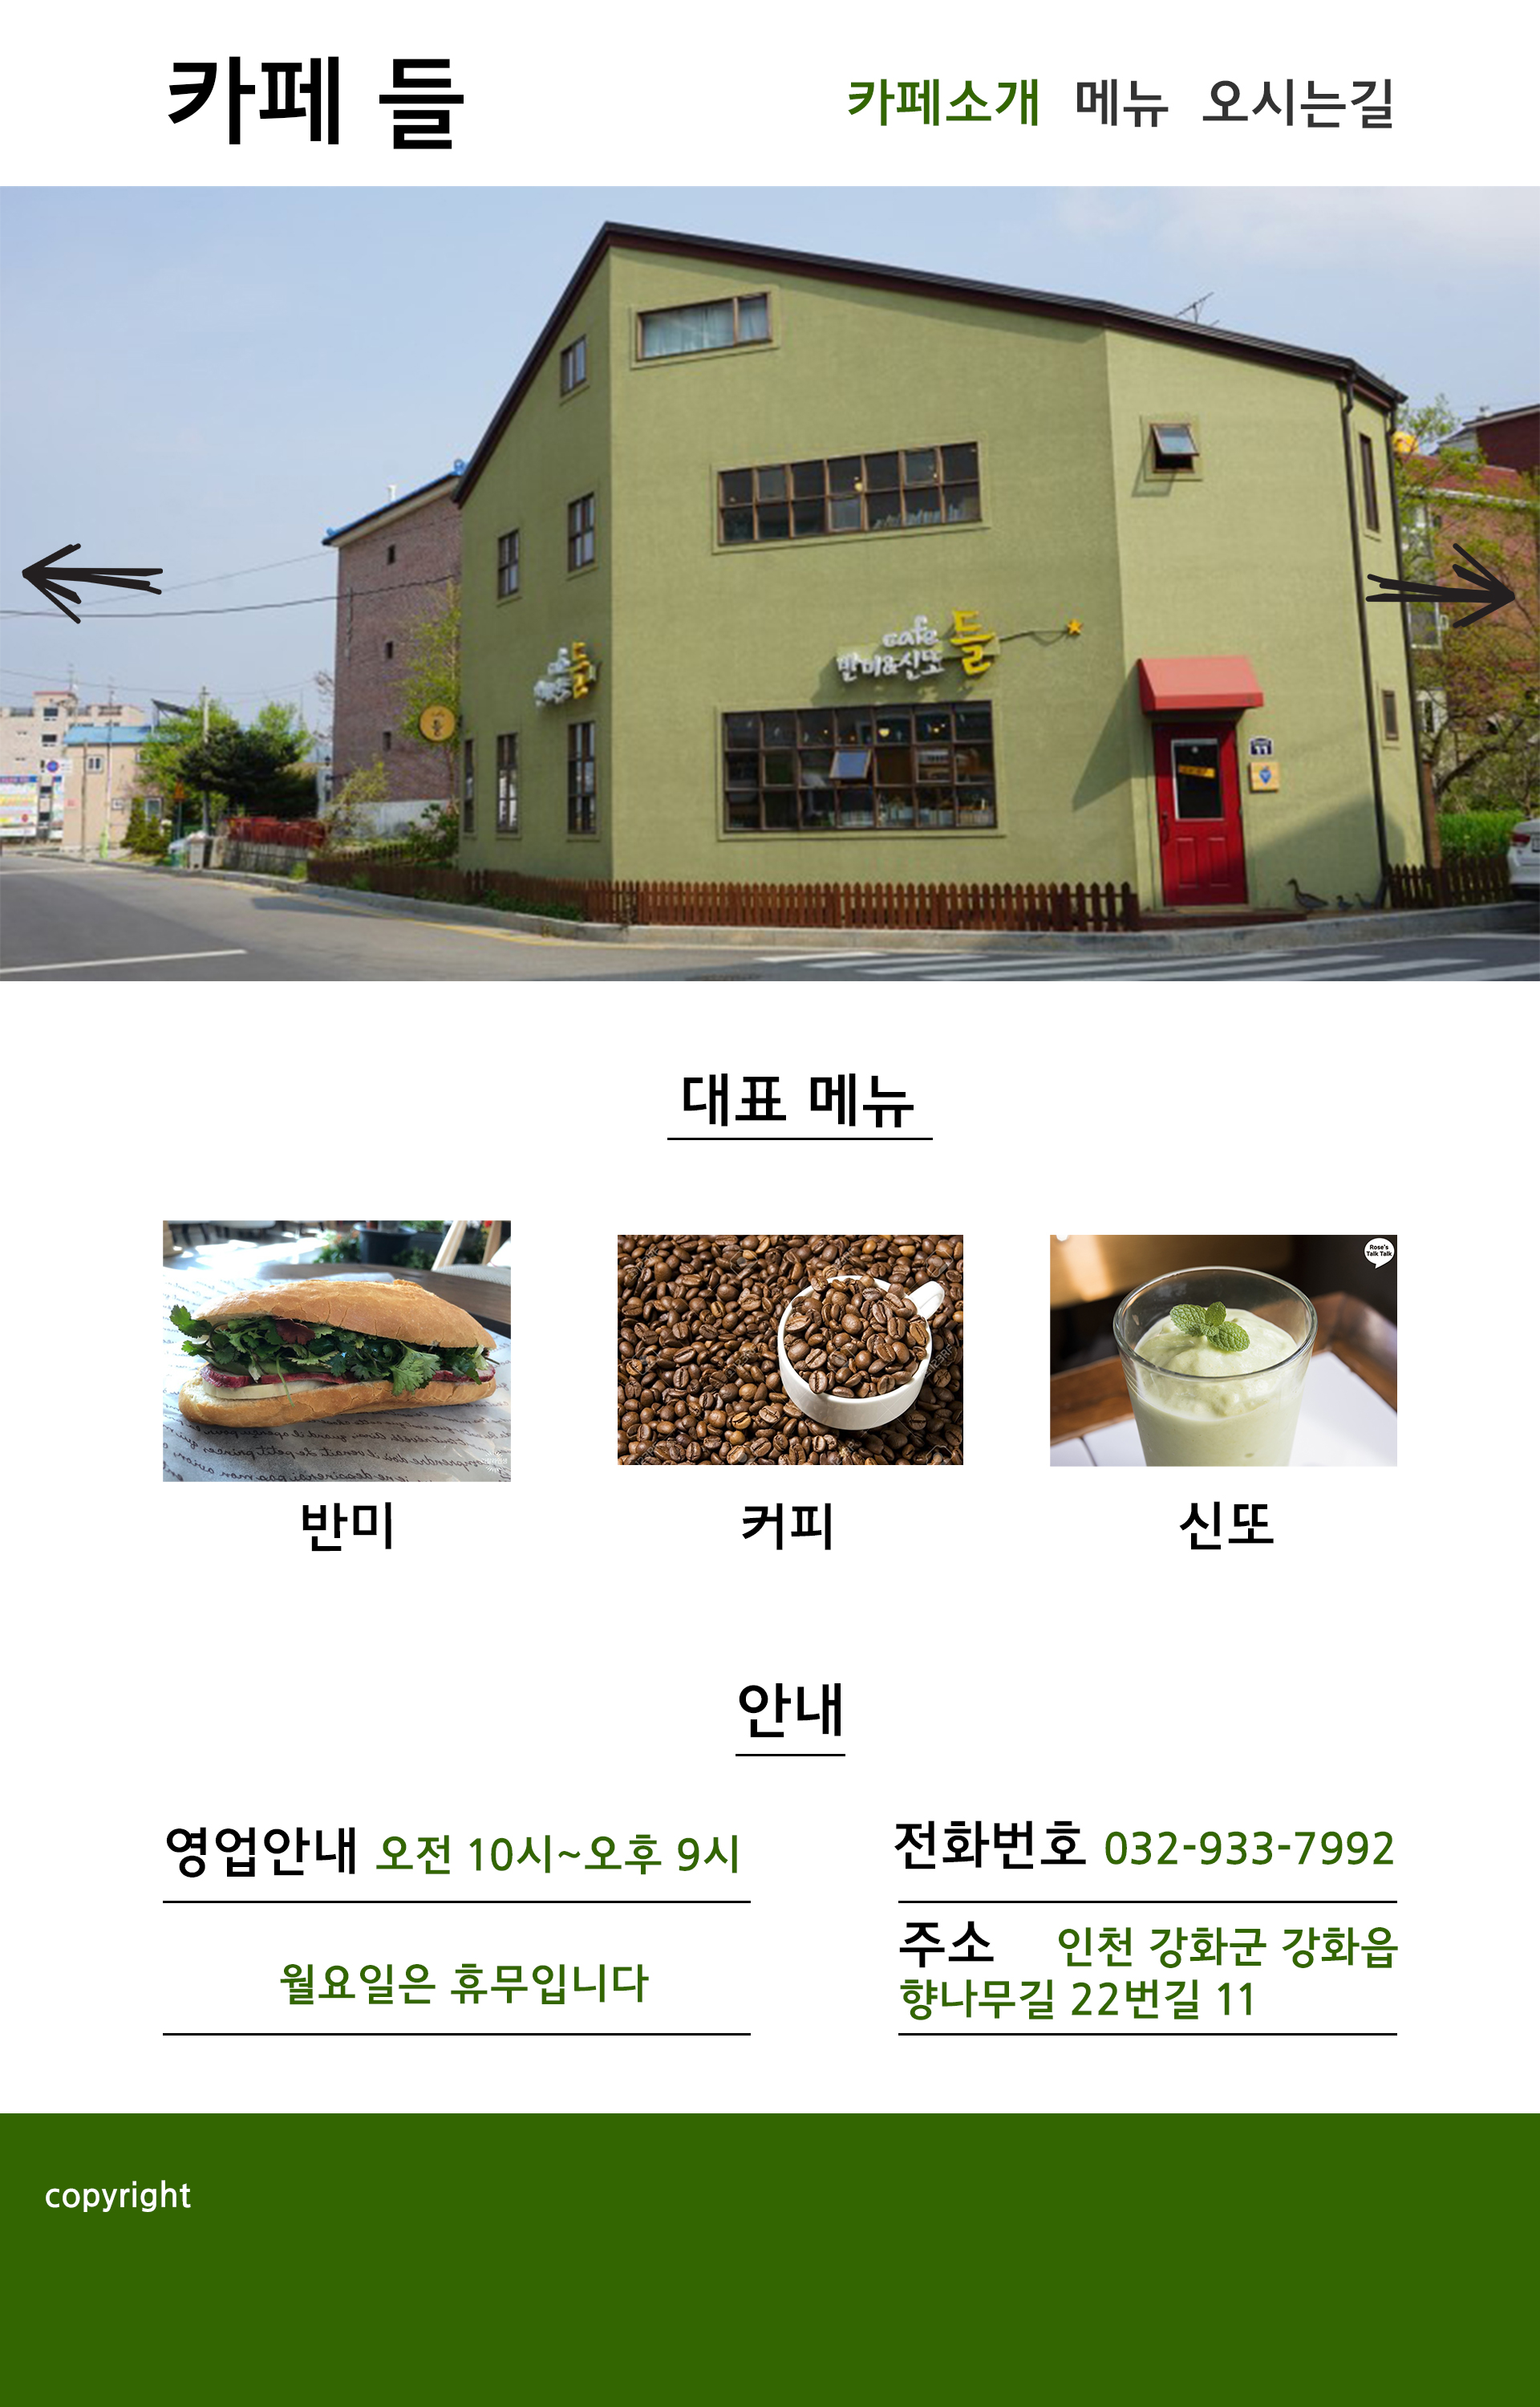 카페 들
카페소개 메뉴 오시는길
cafe 들
반미&신또
11
대표 메뉴
Rose's
Talk Talk
반미
커피
신또
안내
영업안내 오전 10시~오후 9시
전화번호 032-933-7992
월요일은 휴무입니다
주소 인천 강화군 강화읍
향나무길 22번길 11
copyright